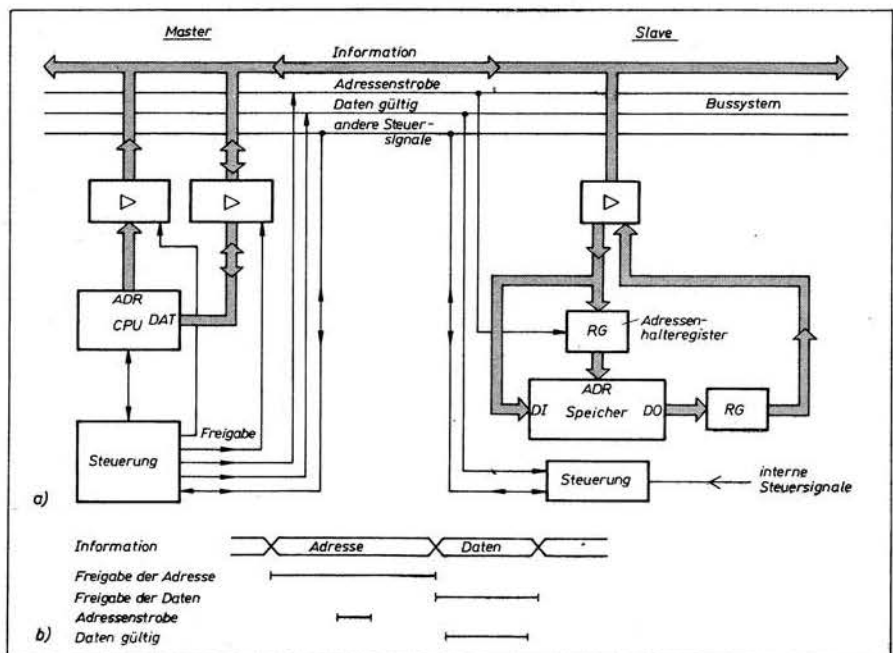 Master
Slave
Information
Adressenstrobe
Daten gültig
Bussystem
andere Steuer-
signale
ADR
CPU
DAT
RG
Adressen-
halteregister
ADR
DI
Speicher
DO
RG
Freigabe
Steuerung
Steuerung
interne
Steuersignale
a)
Information
Adresse
Daten
Freigabe der Adresse
Freigabe der Daten
Adressenstrobe
b)
Daten gültig